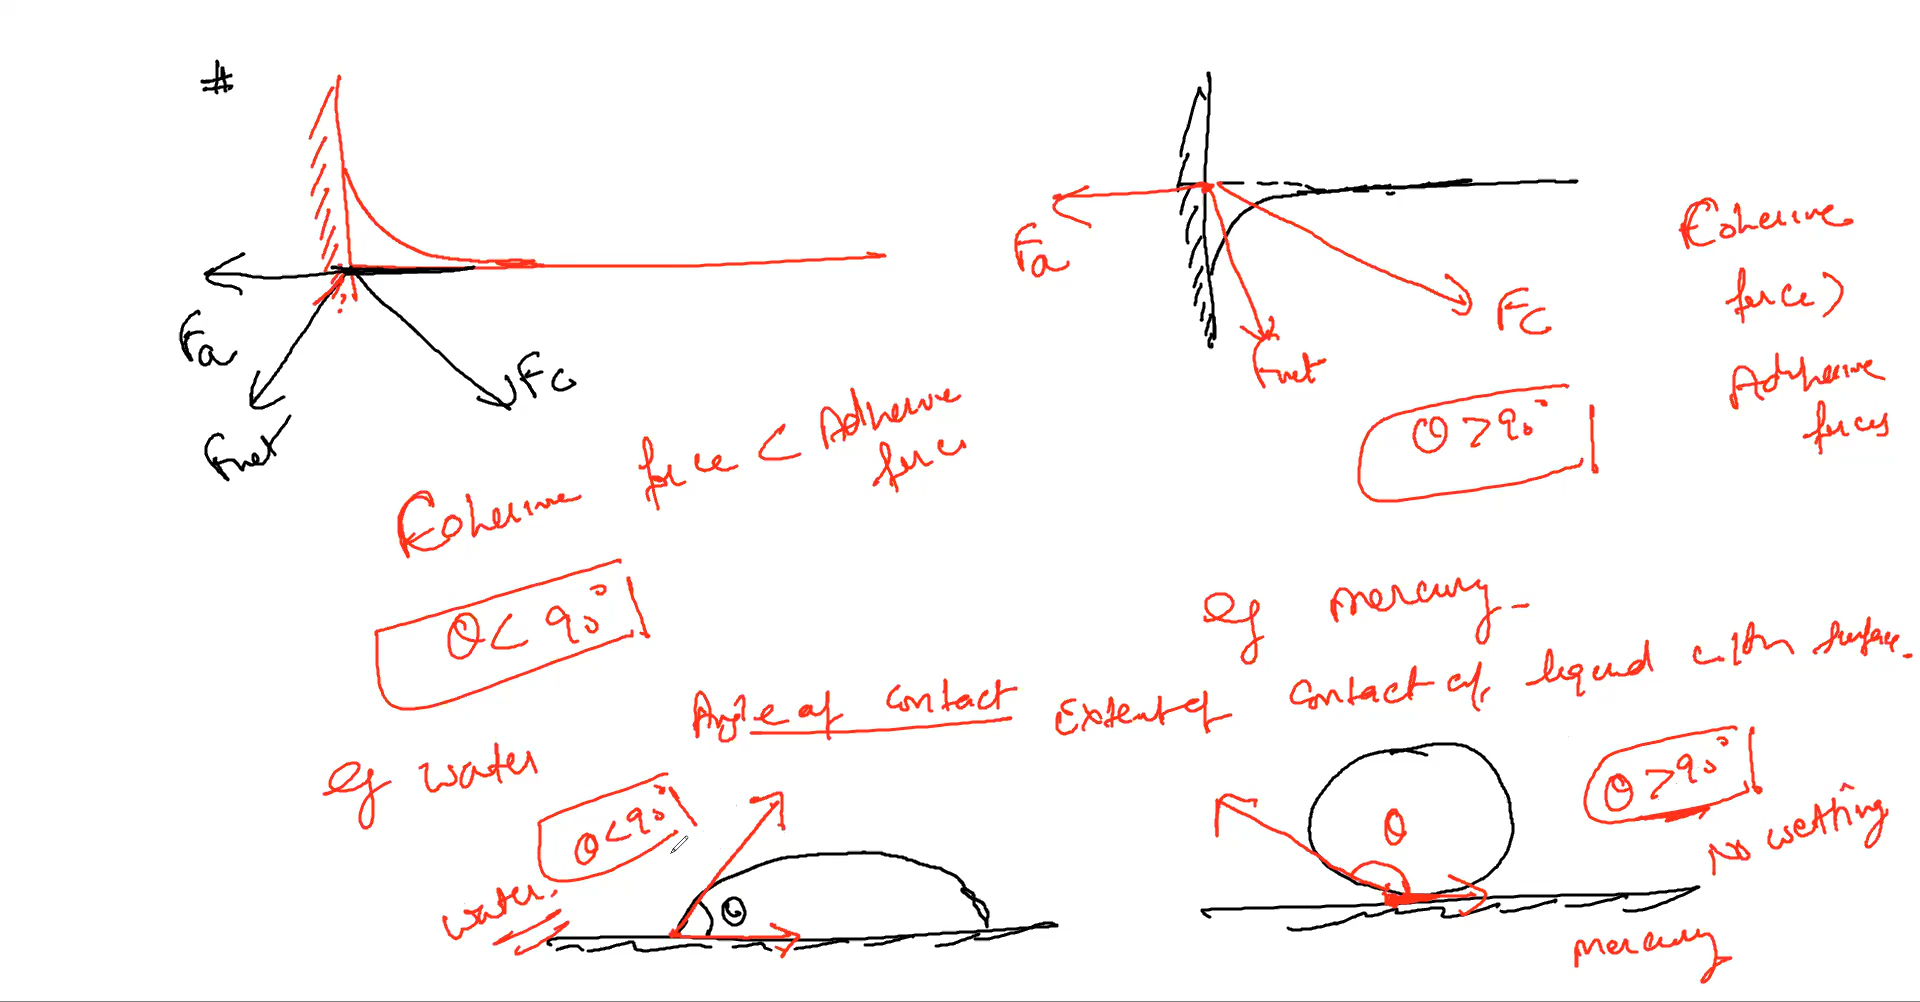 #
Fa
Fc
Fnet
Cohesive force < Adhesive force
θ < 90°
eg water
Fa
Fc
Fnet
Cohesive
force >
Adhesive
forces
θ > 90°
eg mercury
Angle of contact Extent of contact of liquid with surface.
θ < 90°
water.
θ
θ
θ > 90°
No wetting
mercury